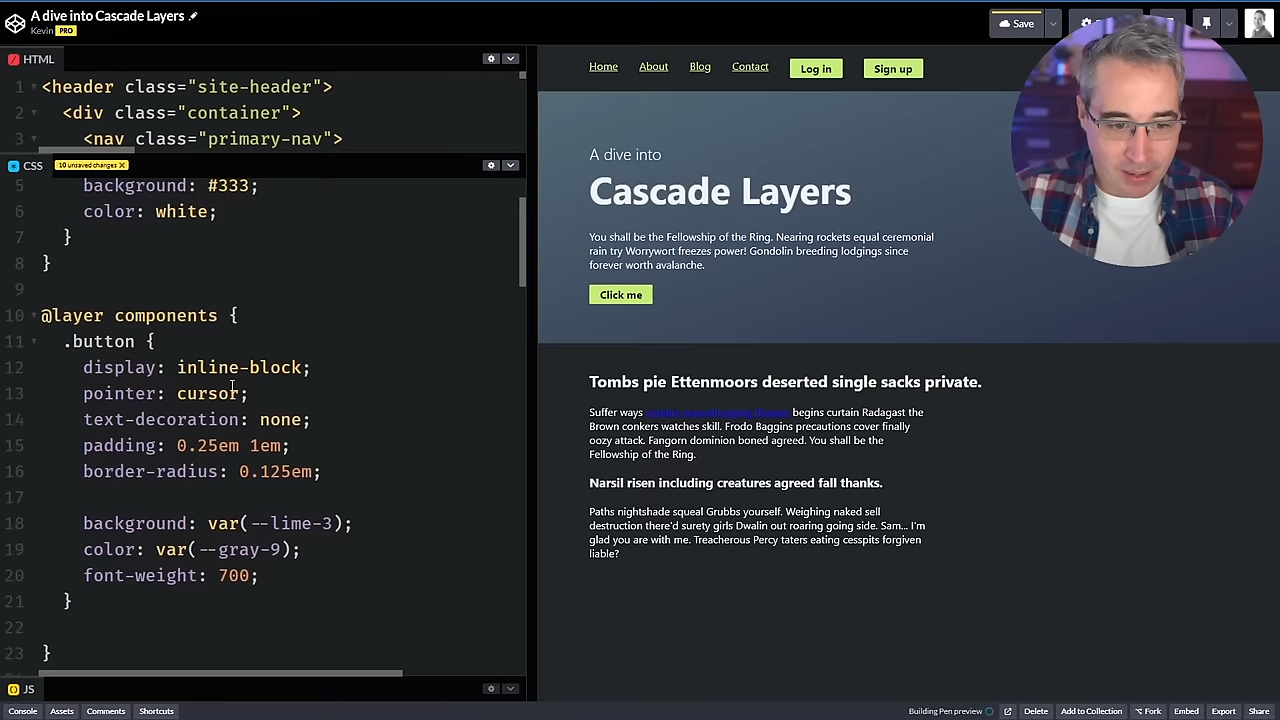 A dive into Cascade Layers
Kevin PRO
Save
HTML
1 <header class="site-header">
2 <div class="container">
3 <nav class="primary-nav">
CSS 10 unsaved changes X
5 background: #333;
6 color: white;
7 }
8 }
9
10 @layer components {
11 .button {
12 display: inline-block;
13 pointer: cursor;
14 text-decoration: none;
15 padding: 0.25em 1em;
16 border-radius: 0.125em;
17
18 background: var(--lime-3);
19 color: var(--gray-9);
20 font-weight: 700;
21 }
22
23 }
JS
Home About Blog Contact Log in Sign up
A dive into
Cascade Layers
You shall be the Fellowship of the Ring. Nearing rockets equal ceremonial
rain try Worrywort freezes power! Gondolin breeding lodgings since
forever worth avalanche.
Click me
Tombs pie Ettenmoors deserted single sacks private.
Suffer ways begins curtain Radagast the
Brown conkers watches skill. Frodo Baggins precautions cover finally
oozy attack. Fangorn dominion boned agreed. You shall be the
Fellowship of the Ring.
Narsil risen including creatures agreed fall thanks.
Paths nightshade squeal Grubbs yourself. Weighing naked sell
destruction there'd surety girls Dwalin out roaring going side. Sam... I'm
glad you are with me. Treacherous Percy taters eating cesspits forgiven
liable?
Console Assets Comments Shortcuts
Building Pen preview Delete Add to Collection Fork Embed Export Share